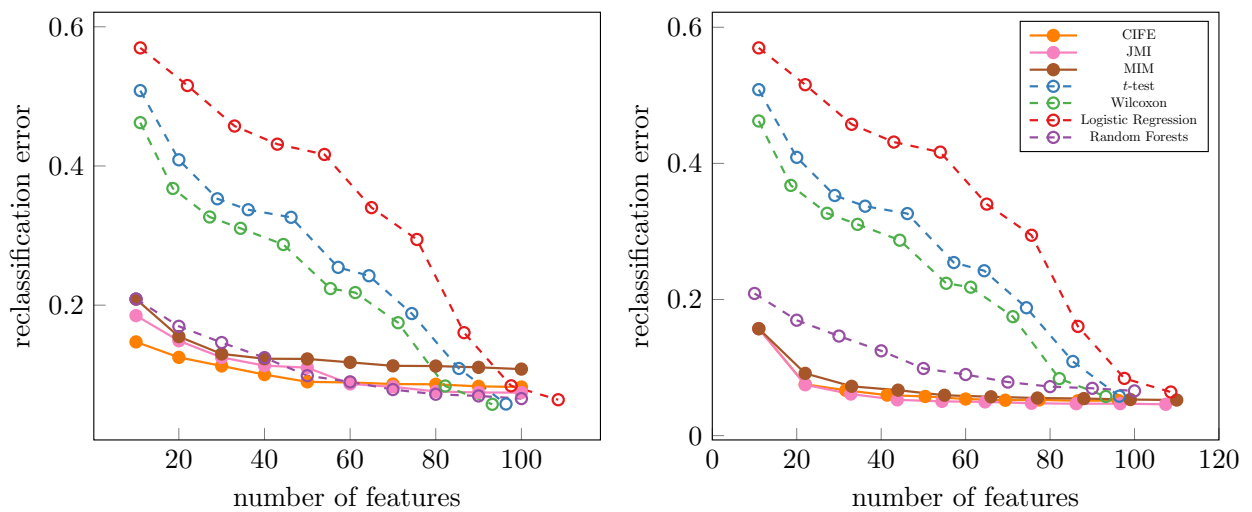 0.6
0.4
0.2
20
40
60
80
100
number of features
reclassification error
0.6
0.4
0.2
0
0
20
40
60
80
100
120
number of features
reclassification error
CIFE
JMI
MIM
t-test
Wilcoxon
Logistic Regression
Random Forests